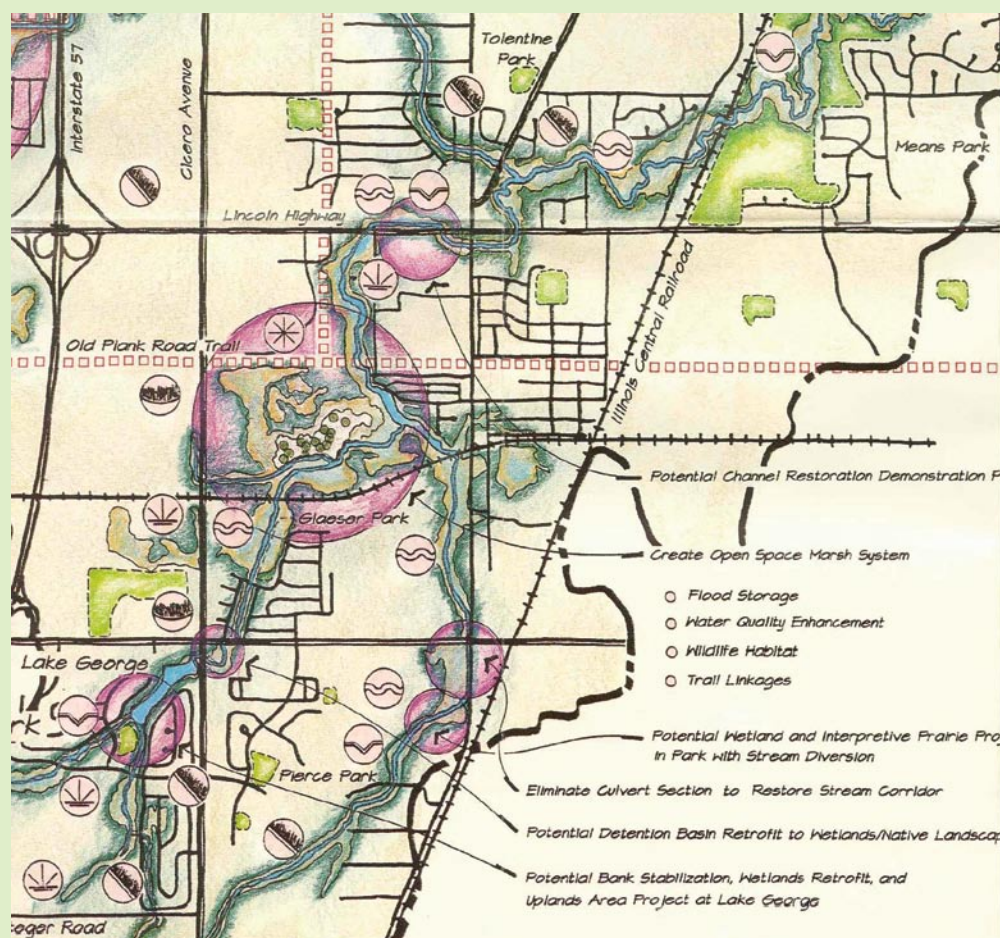 Tolentine
Park
Interstate 57
Cicero Avenue
Means Park
Lincoln Highway
Old Plank Road Trail
Illinois Central Railroad
Potential Channel Restoration Demonstration P
Glaeser Park
Create Open Space Marsh System
Flood Storage
Water Quality Enhancement
Wildlife Habitat
Trail Linkages
Lake George
rk
Potential Wetland and Interpretive Prairie Proj
in Park with Stream Diversion
Pierce Park
Eliminate Culvert Section to Restore Stream Corridor
Potential Detention Basin Retrofit to Wetlands/Native Landscap
Potential Bank Stabilization, Wetlands Retrofit, and
Uplands Area Project at Lake George
eger Road